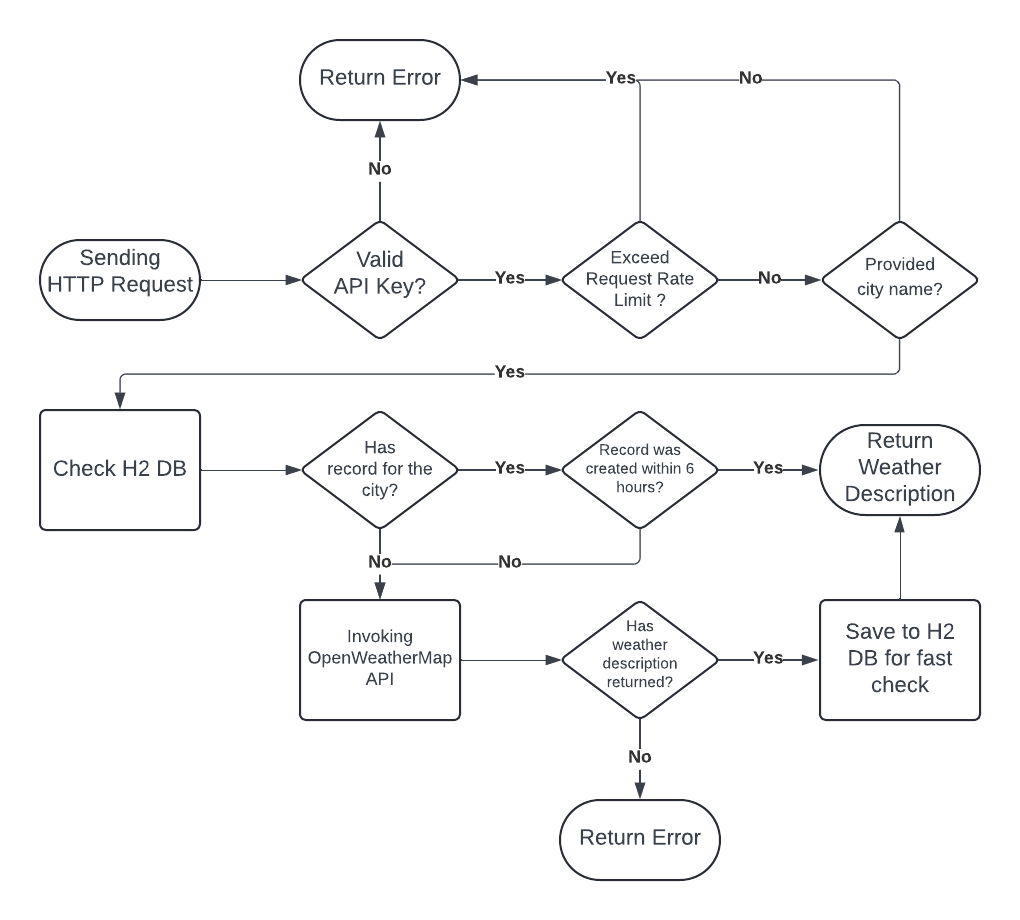 Return Error
Yes
No
No
Sending
HTTP Request
Valid
API Key?
Yes
Exceed
Request Rate
Limit ?
No
Provided
city name?
Yes
Check H2 DB
Has
record for the
city?
Yes
Record was
created within 6
hours?
Yes
Return
Weather
Description
No
No
Invoking
OpenWeatherMap
API
Has
weather
description
returned?
Yes
Save to H2
DB for fast
check
No
Return Error